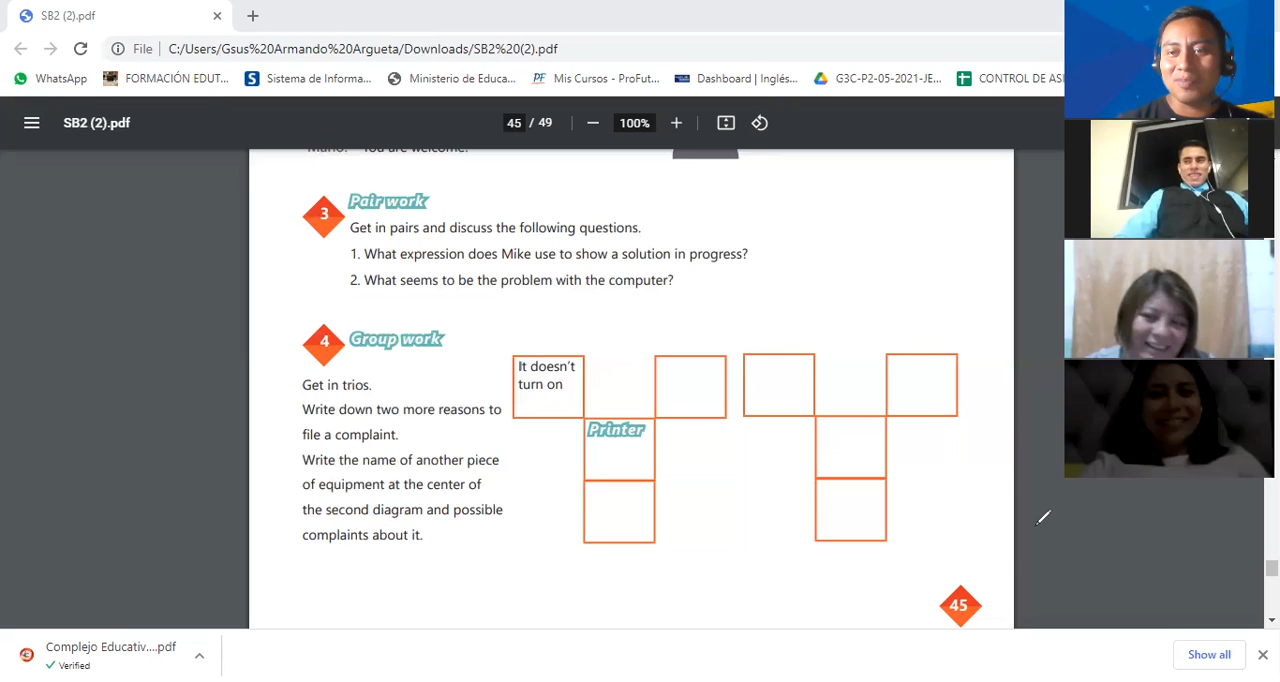 SB2 (2).pdf
File
C:/Users/Gsus%20Armando%20Argueta/Downloads/SB2%20(2).pdf
WhatsApp
FORMACIÓN EDUT...
Sistema de Informa...
Ministerio de Educa...
PF Mis Cursos - ProFut...
Dashboard | Inglés...
G3C-P2-05-2021-JE...
CONTROL DE AS
SB2 (2).pdf
45 / 49
100%
You are welcome.
3 Pair work
Get in pairs and discuss the following questions.
1. What expression does Mike use to show a solution in progress?
2. What seems to be the problem with the computer?
4 Group work
Get in trios.
Write down two more reasons to
file a complaint.
Write the name of another piece
of equipment at the center of
the second diagram and possible
complaints about it.
It doesn't
turn on
Printer
45
Complejo Educativ....pdf
Verified
Show all